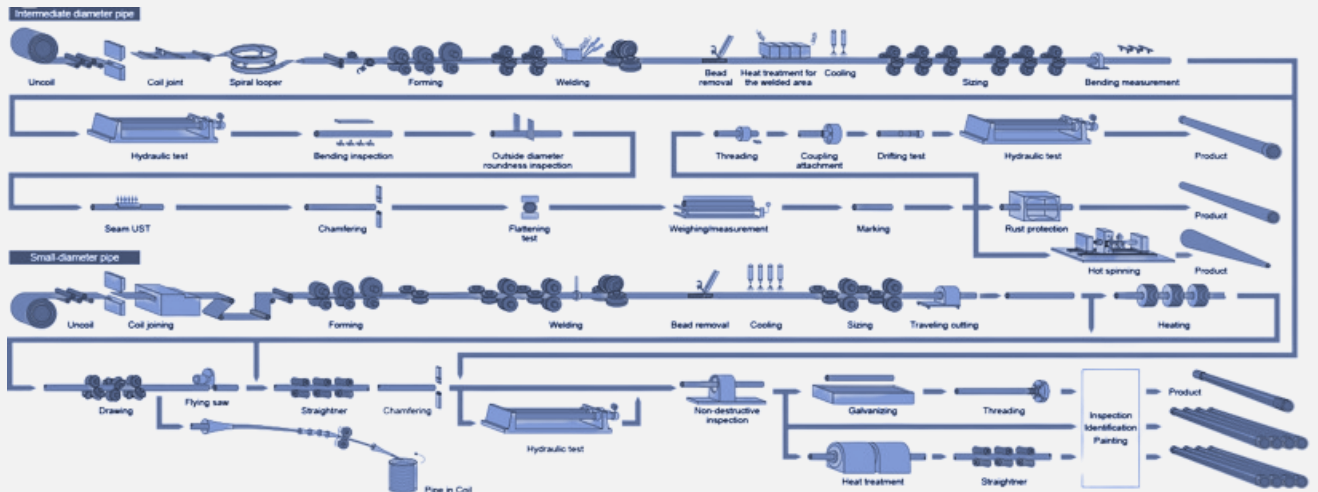 Intermediate diameter pipe
Uncoil
Coil joint
Spiral looper
Forming
Welding
Bead
removal
Heat treatment for
the welded area
Cooling
Sizing
Bending measurement
Hydraulic test
Bending inspection
Outside diameter
roundness inspection
Threading
Coupling
attachment
Drifting test
Hydraulic test
Product
Seam UST
Chamfering
Flattening
test
Weighing/measurement
Marking
Rust protection
Product
Hot spinning
Product
Small-diameter pipe
Uncoil
Coil joining
Forming
Welding
Bead removal
Cooling
Sizing
Traveling cutting
Heating
Drawing
Flying saw
Straightner
Chamfering
Hydraulic test
Non-destructive
inspection
Galvanizing
Threading
Inspection
Identification
Painting
Product
Heat treatment
Straightner
Pipe in Coil